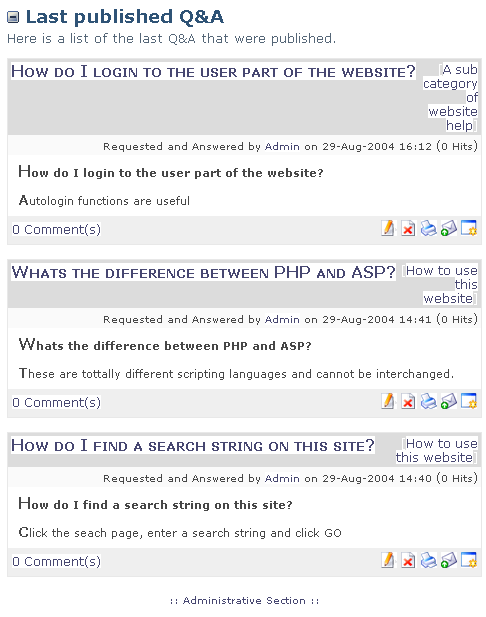 Last published Q&A
Here is a list of the last Q&A that were published.
How do I login to the user part of the website?
[A sub
category
of
website
help]
Requested and Answered by Admin on 29-Aug-2004 16:12 (0 Hits)
How do I login to the user part of the website?
Autologin functions are useful
0 Comment(s)
Whats the difference between PHP and ASP?
[How to use
this
website]
Requested and Answered by Admin on 29-Aug-2004 14:41 (0 Hits)
Whats the difference between PHP and ASP?
These are tottally different scripting languages and cannot be interchanged.
0 Comment(s)
How do I find a search string on this site?
[How to use
this website]
Requested and Answered by Admin on 29-Aug-2004 14:40 (0 Hits)
How do I find a search string on this site?
Click the seach page, enter a search string and click GO
0 Comment(s)
:: Administrative Section ::